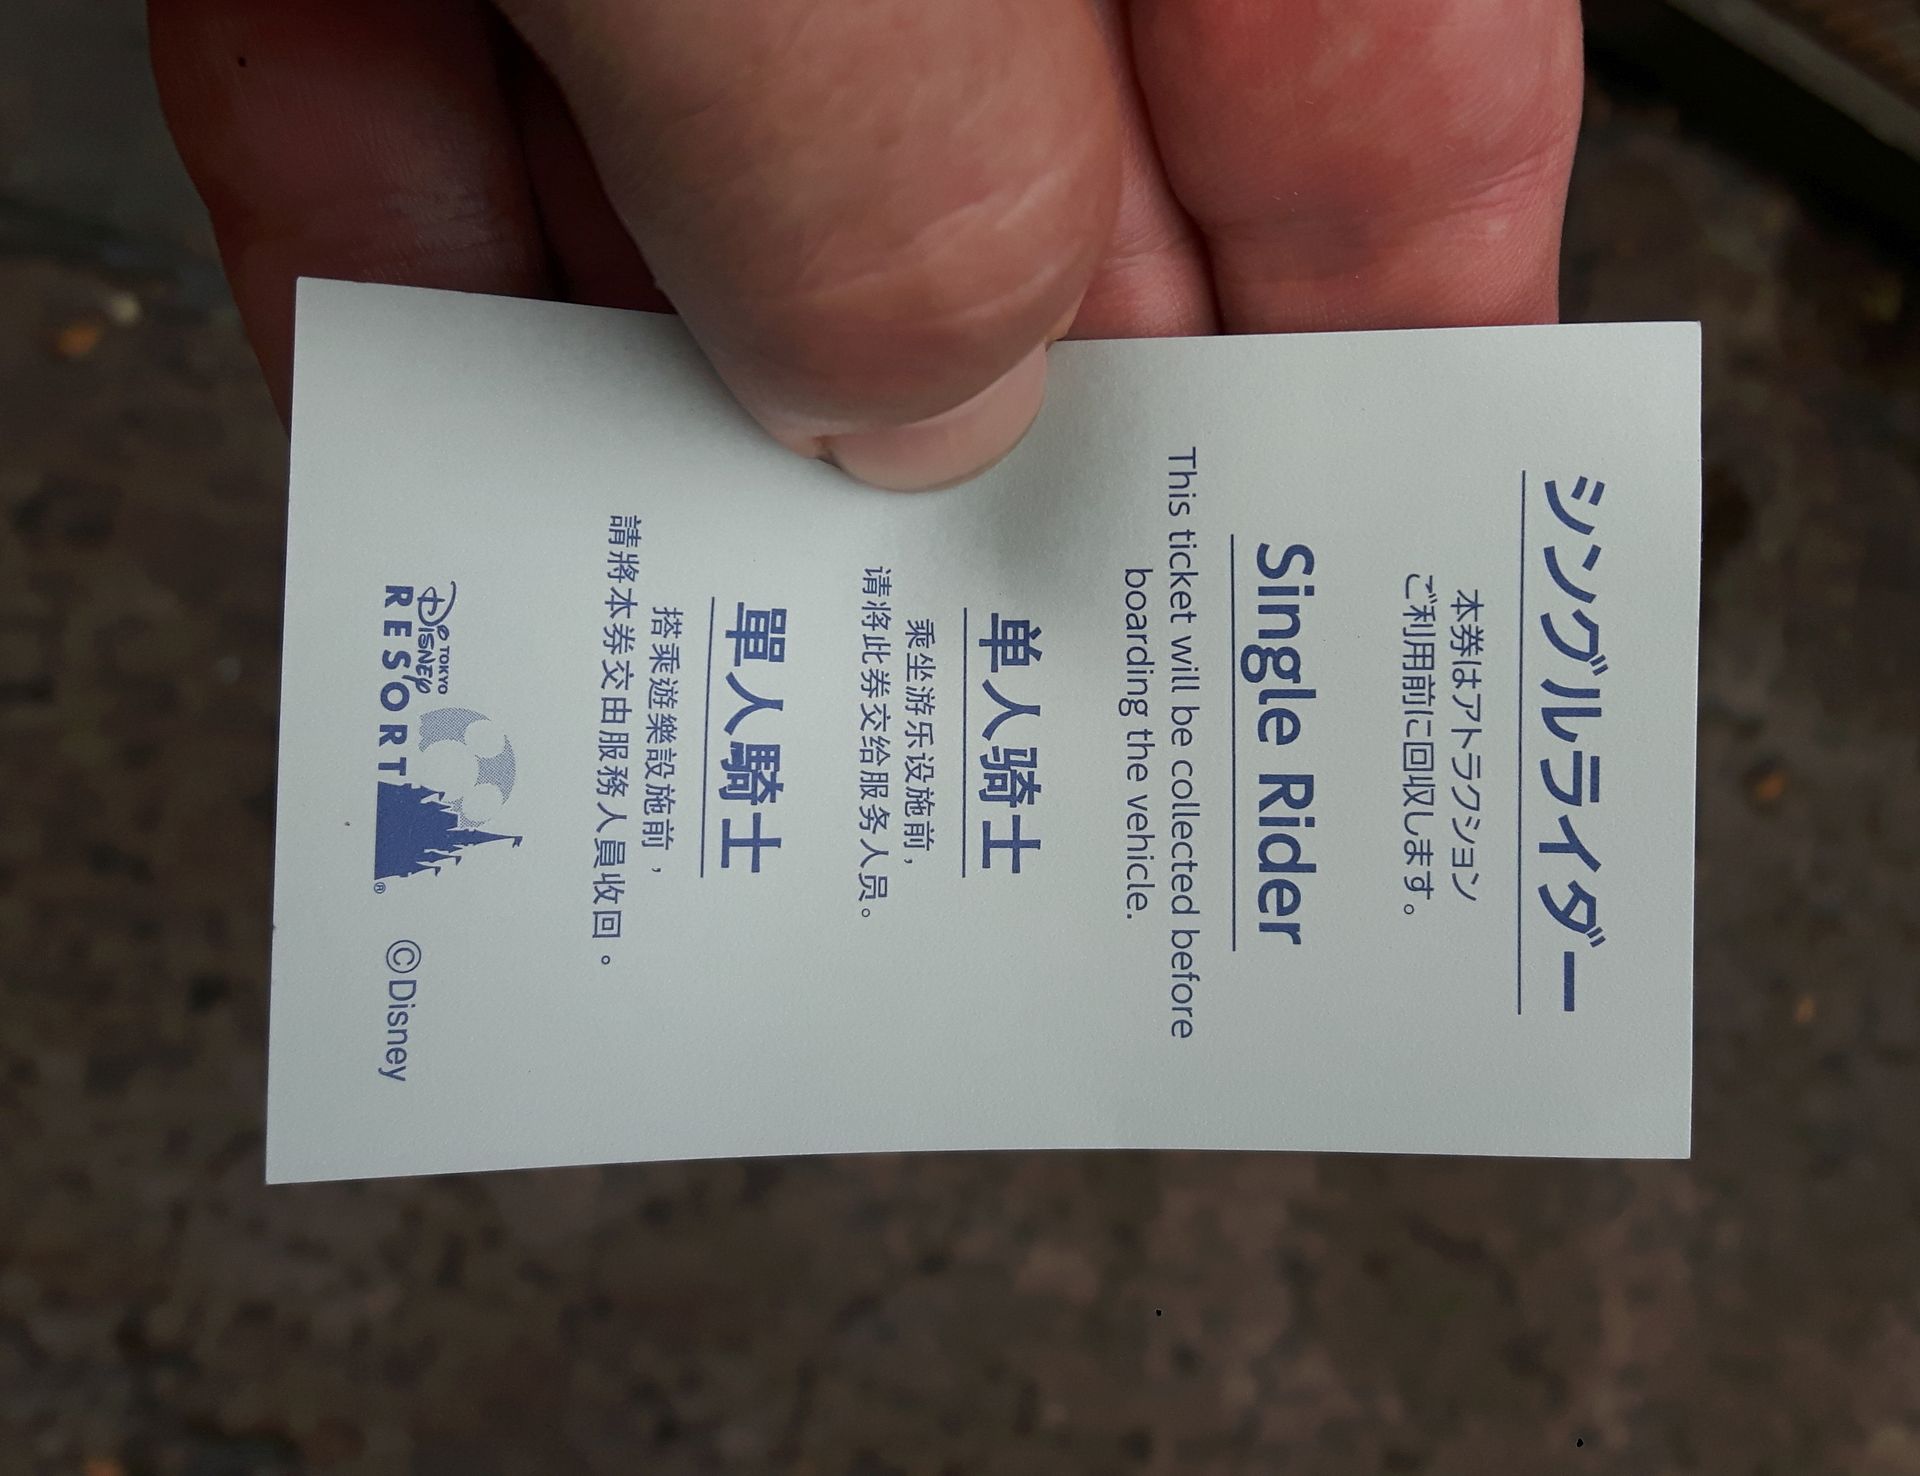 シングルライダー
本券はアトラクション
ご利用前に回収します。
Single Rider
This ticket will be collected before
boarding the vehicle.
单人骑士
乘坐游乐设施前，
请将此券交给服务人员。
單人騎士
搭乘遊樂設施前，
請將本券交由服務人員收回。
TOKYO
Disney
RESORT®
©Disney